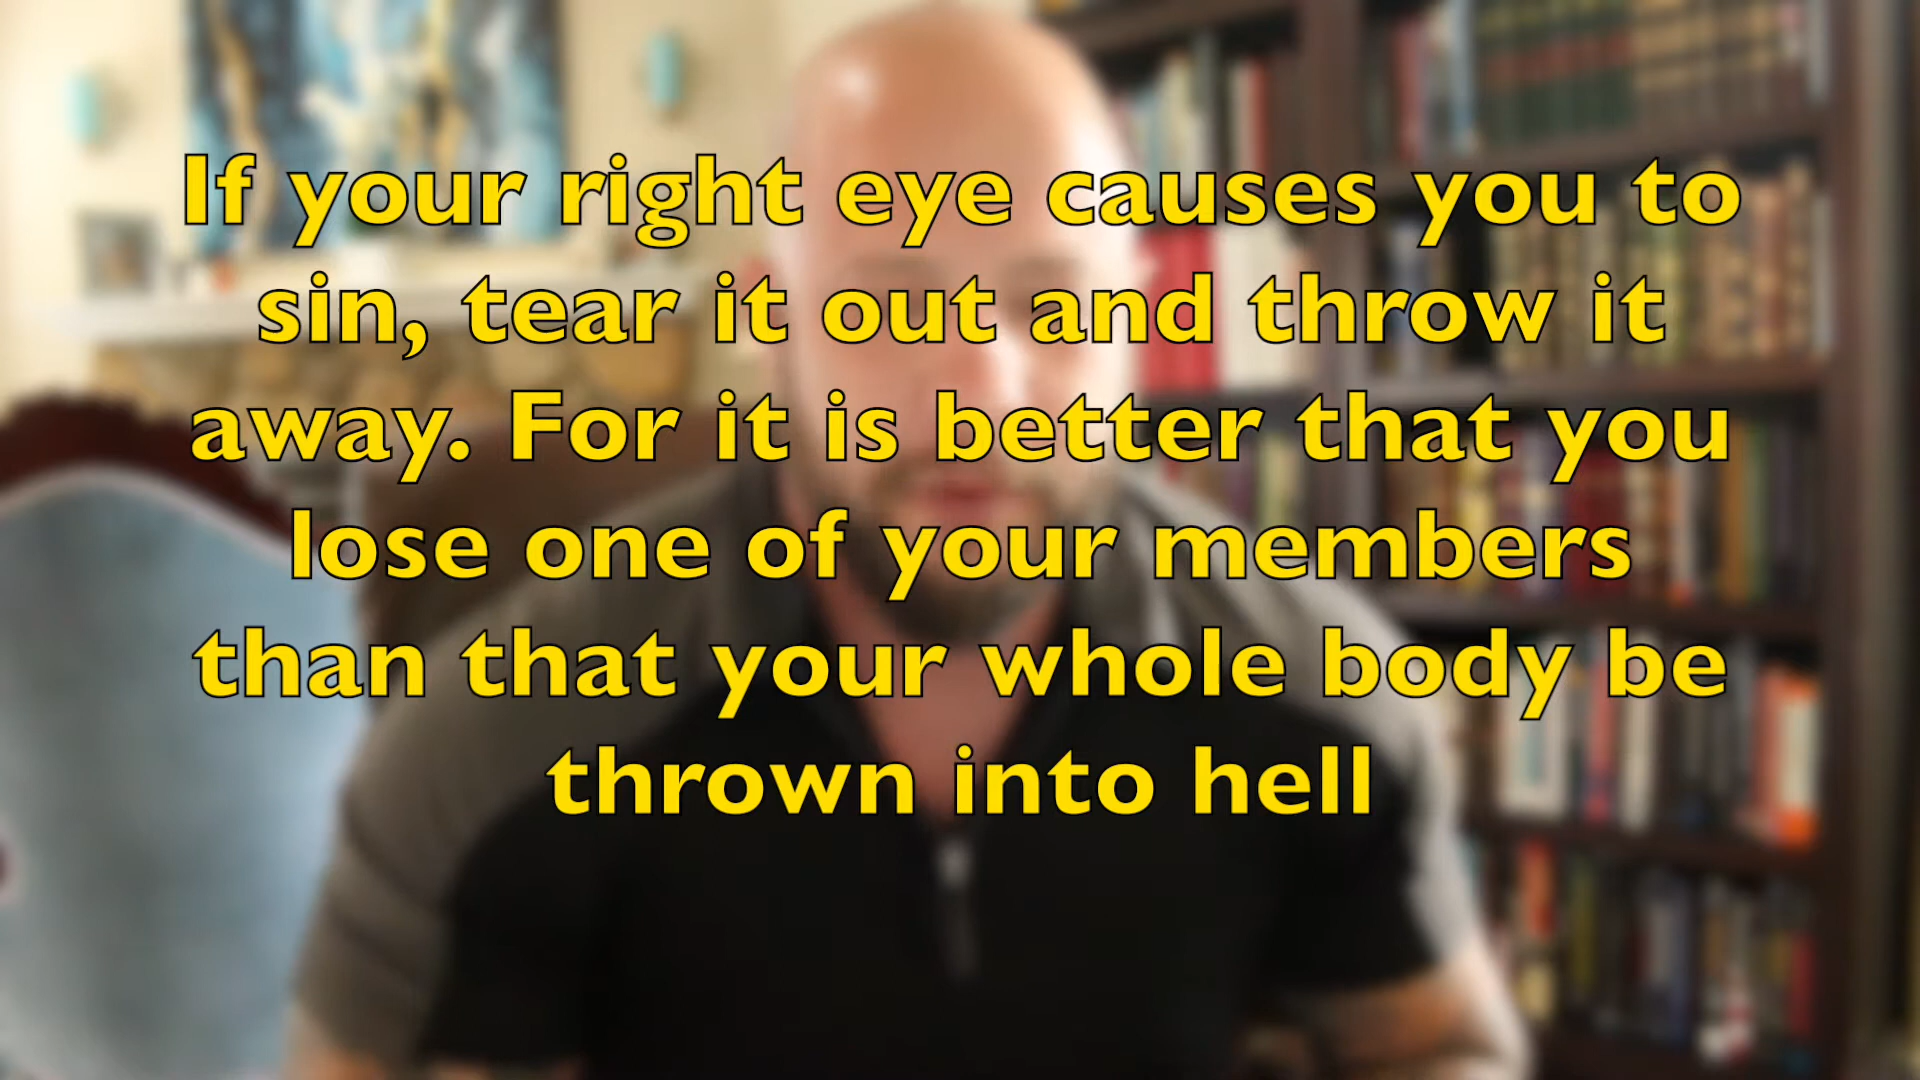 If your right eye causes you to
sin, tear it out and throw it
away. For it is better that you
lose one of your members
than that your whole body be
thrown into hell